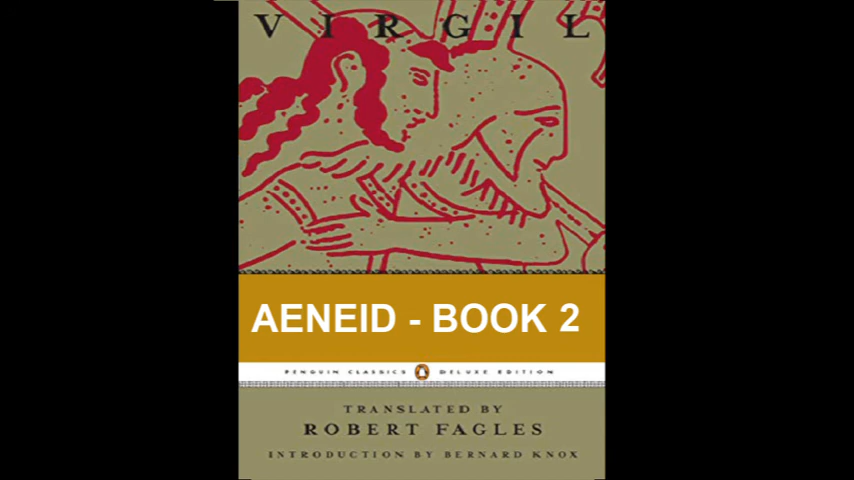 VIRGIL
AENEID - BOOK 2
PENGUIN CLASSICS DELUXE EDITION
TRANSLATED BY
ROBERT FAGLES
INTRODUCTION BY BERNARD KNOX